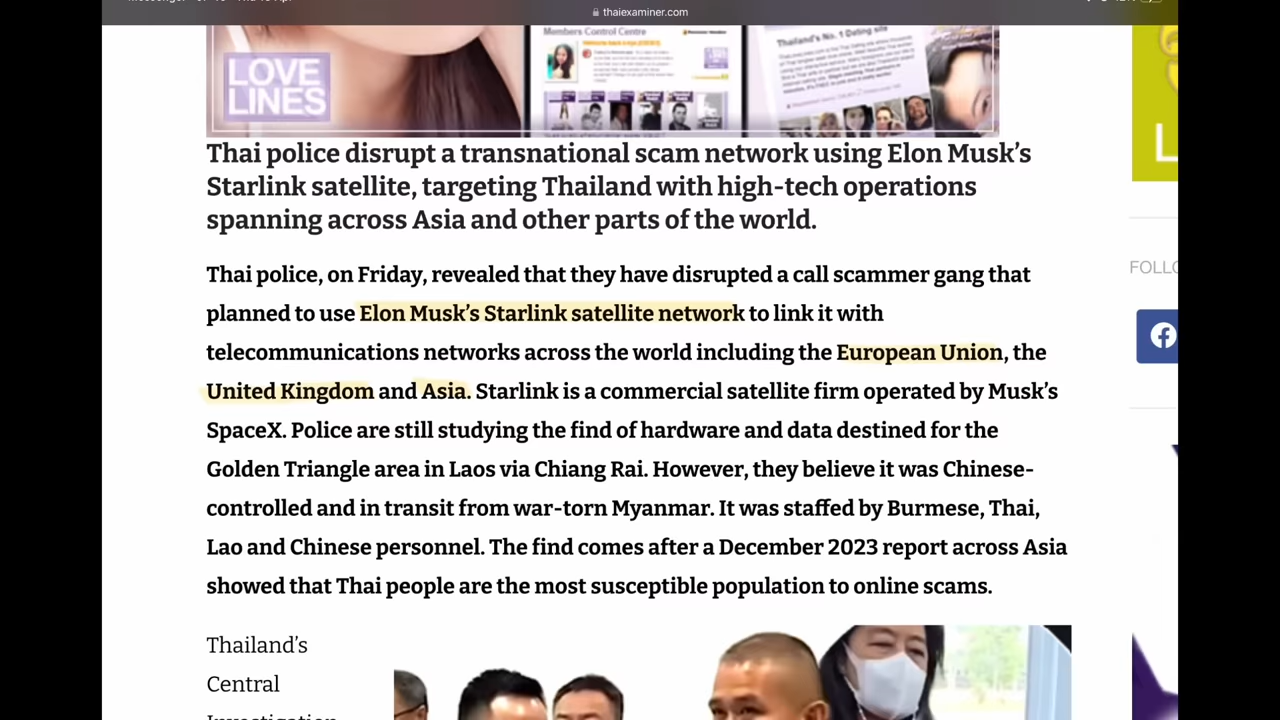 thaiexaminer.com
Members Control Centre
Thailand's No. 1 Dating site
LOVE
LINES
Thai police disrupt a transnational scam network using Elon Musk’s
Starlink satellite, targeting Thailand with high-tech operations
spanning across Asia and other parts of the world.
Thai police, on Friday, revealed that they have disrupted a call scammer gang that
planned to use Elon Musk’s Starlink satellite network to link it with
telecommunications networks across the world including the European Union, the
United Kingdom and Asia. Starlink is a commercial satellite firm operated by Musk’s
SpaceX. Police are still studying the find of hardware and data destined for the
Golden Triangle area in Laos via Chiang Rai. However, they believe it was Chinese-
controlled and in transit from war-torn Myanmar. It was staffed by Burmese, Thai,
Lao and Chinese personnel. The find comes after a December 2023 report across Asia
showed that Thai people are the most susceptible population to online scams.
Thailand’s
Central
FOLLO
L